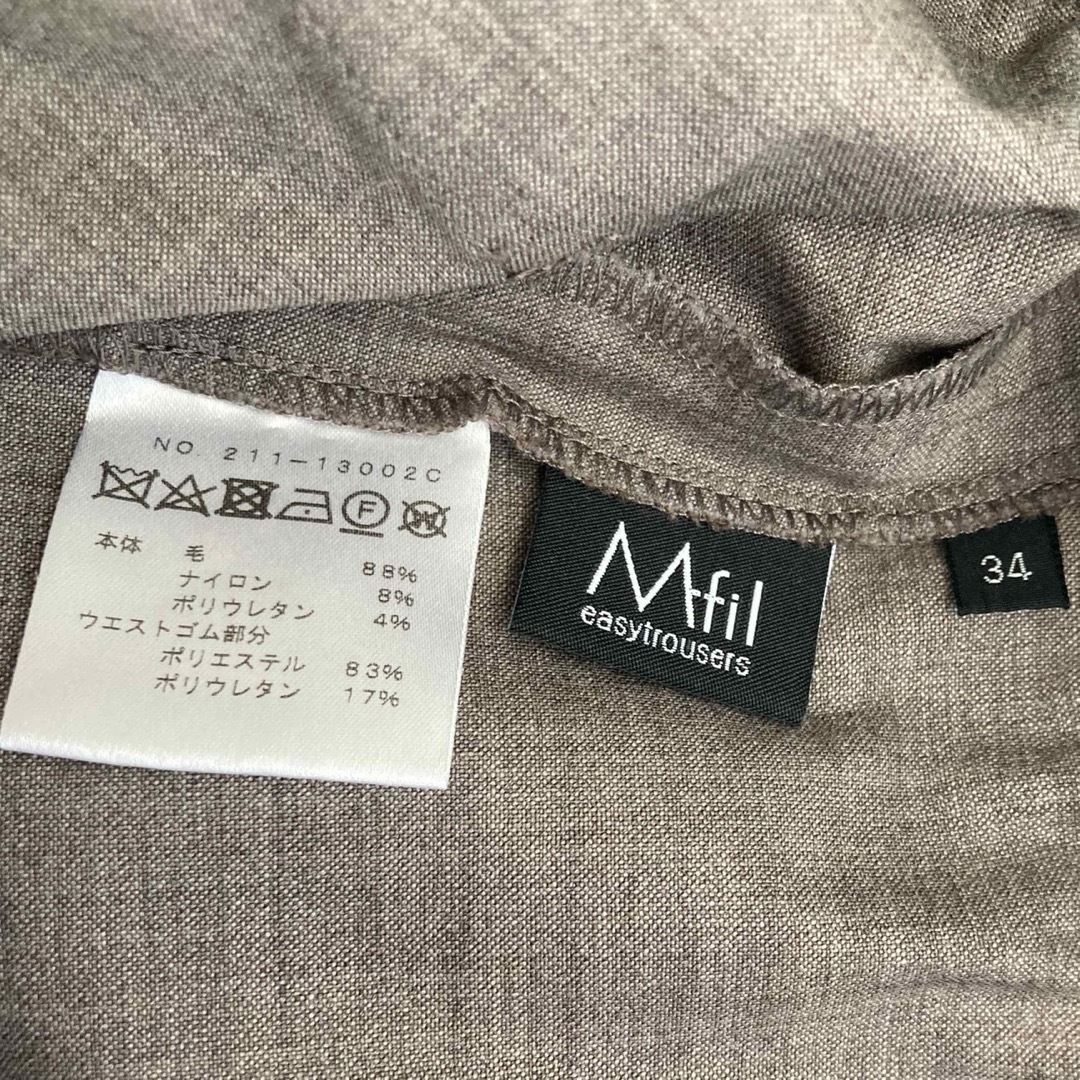 NO. 211-13002C
F
W
本体 毛 88%
ナイロン 8%
ポリウレタン 4%
ウエストゴム部分
ポリエステル 83%
ポリウレタン 17%
M-fil
easytrousers
34